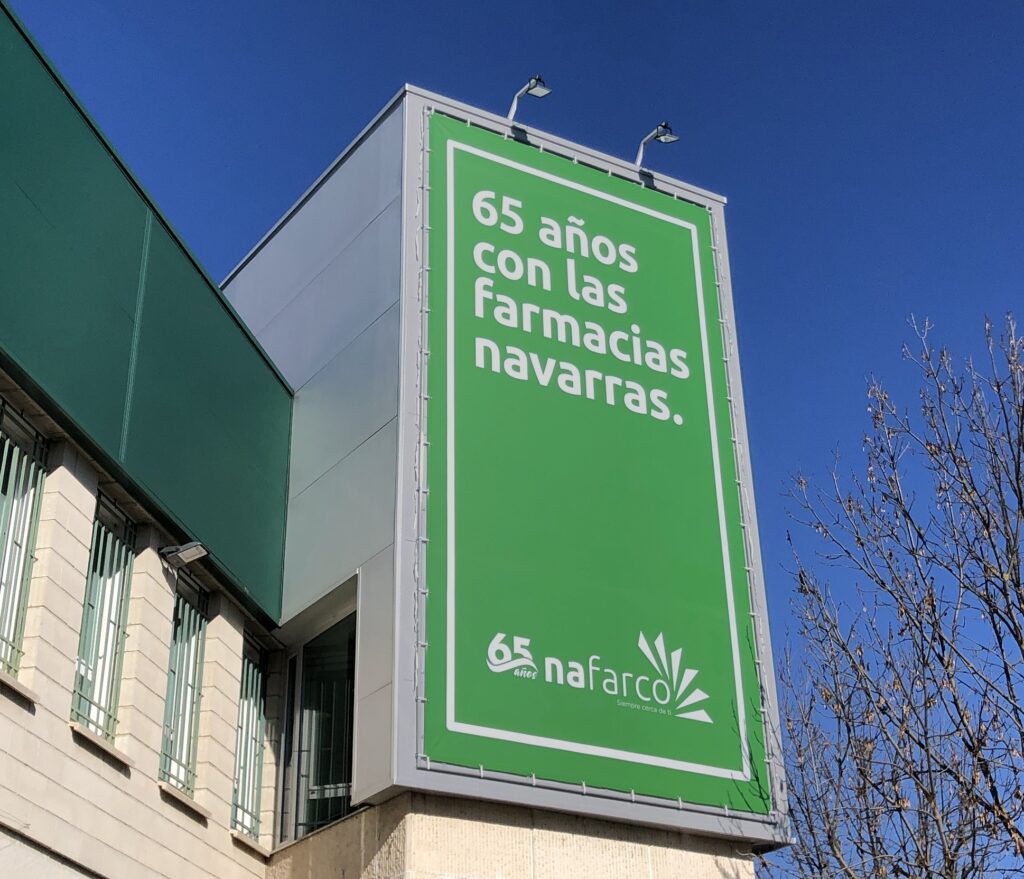 65 años
con las
farmacias
navarras.
65 años nafarco
Siempre cerca de ti